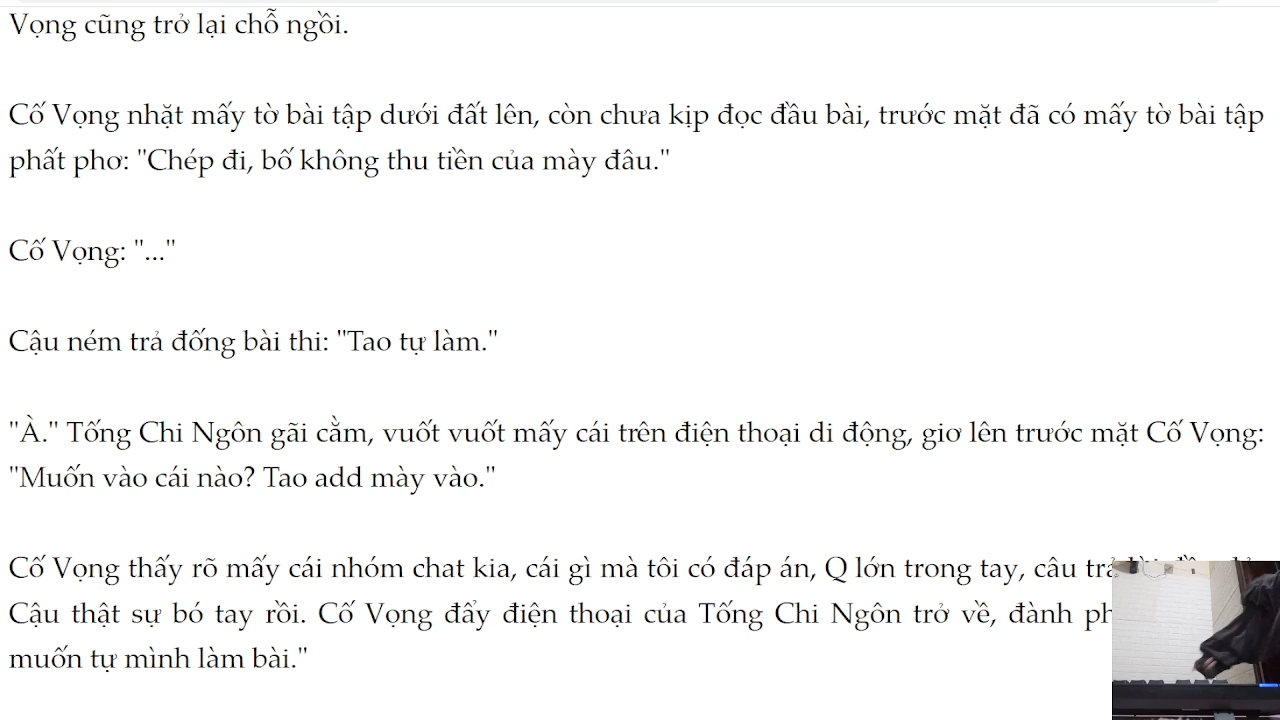 Vọng cũng trở lại chỗ ngồi.
Cố Vọng nhặt mấy tờ bài tập dưới đất lên, còn chưa kịp đọc đầu bài, trước mặt đã có mấy tờ bài tập
phất phơ: "Chép đi, bố không thu tiền của mày đâu."
Cố Vọng: "..."
Cậu ném trả đống bài thi: "Tao tự làm."
"À." Tống Chi Ngôn gãi cằm, vuốt vuốt mấy cái trên điện thoại di động, giơ lên trước mặt Cố Vọng:
"Muốn vào cái nào? Tao add mày vào."
Cố Vọng thấy rõ mấy cái nhóm chat kia, cái gì mà tôi có đáp án, Q lớn trong tay, câu
Cậu thật sự bó tay rồi. Cố Vọng đẩy điện thoại của Tống Chi Ngôn trở về, đành
muốn tự mình làm bài."